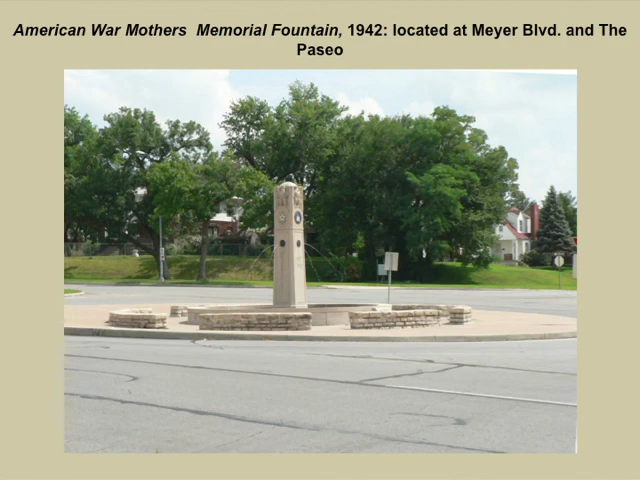 American War Mothers  Memorial Fountain, 1942: located at Meyer Blvd. and The
Paseo